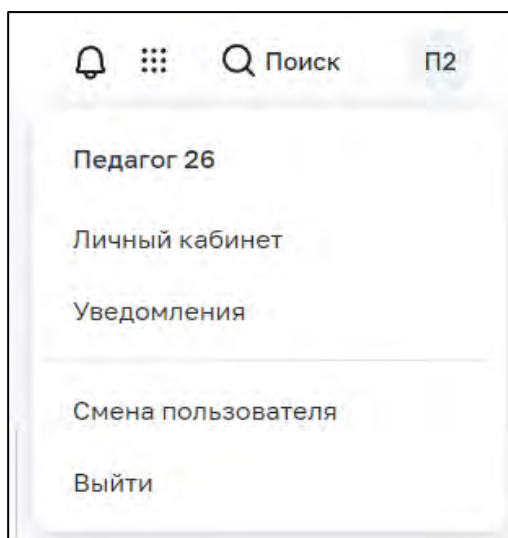 Поиск П2
Педагог 26
Личный кабинет
Уведомления
Смена пользователя
Выйти